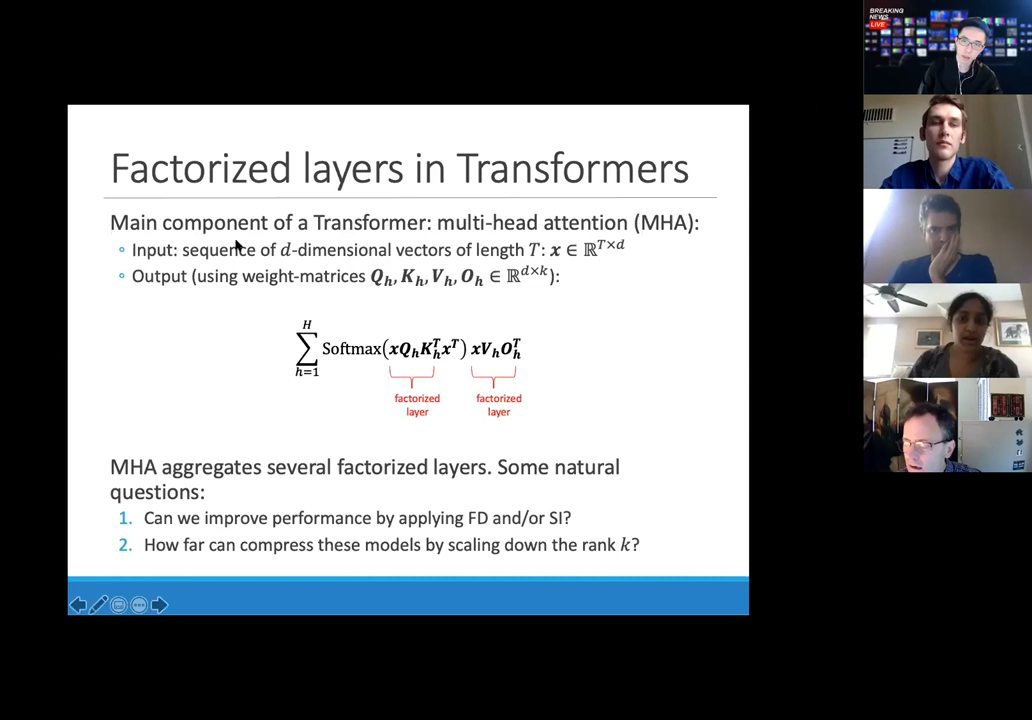 BREAKING
NEWS
LIVE
Factorized layers in Transformers
Main component of a Transformer: multi-head attention (MHA):
◦ Input: sequence of d-dimensional vectors of length T: x ∈ ℝ^{T×d}
◦ Output (using weight-matrices Q_h, K_h, V_h, O_h ∈ ℝ^{d×k}):
∑_{h=1}^{H} Softmax(xQ_hK_h^Tx^T) xV_hO_h^T
factorized factorized
layer layer
MHA aggregates several factorized layers. Some natural
questions:
1. Can we improve performance by applying FD and/or SI?
2. How far can compress these models by scaling down the rank k?